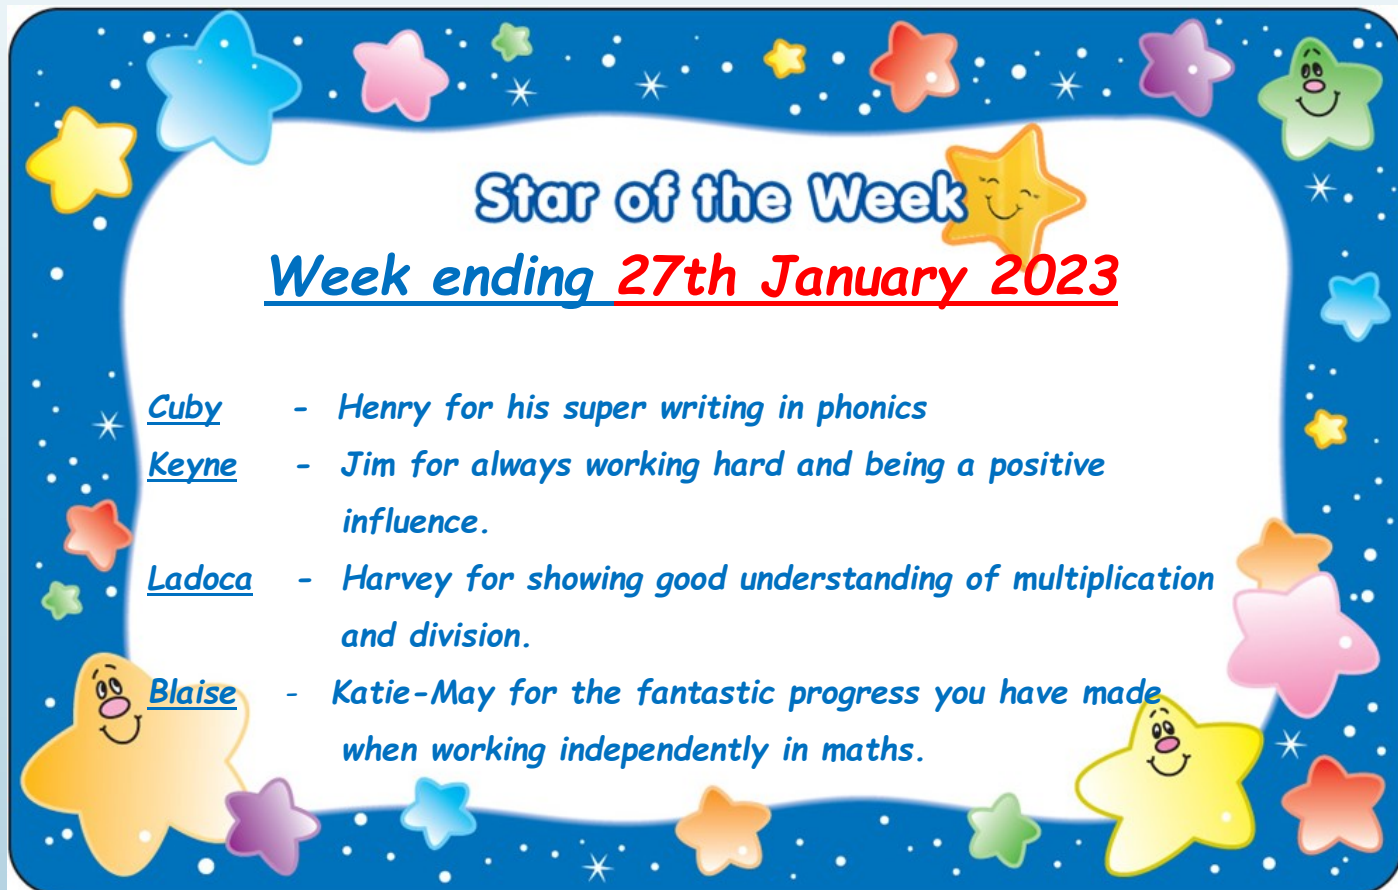 Star of the Week
Week ending 27th January 2023
Cuby - Henry for his super writing in phonics
Keyne - Jim for always working hard and being a positive
influence.
Ladoca - Harvey for showing good understanding of multiplication
and division.
Blaise - Katie-May for the fantastic progress you have made
when working independently in maths.